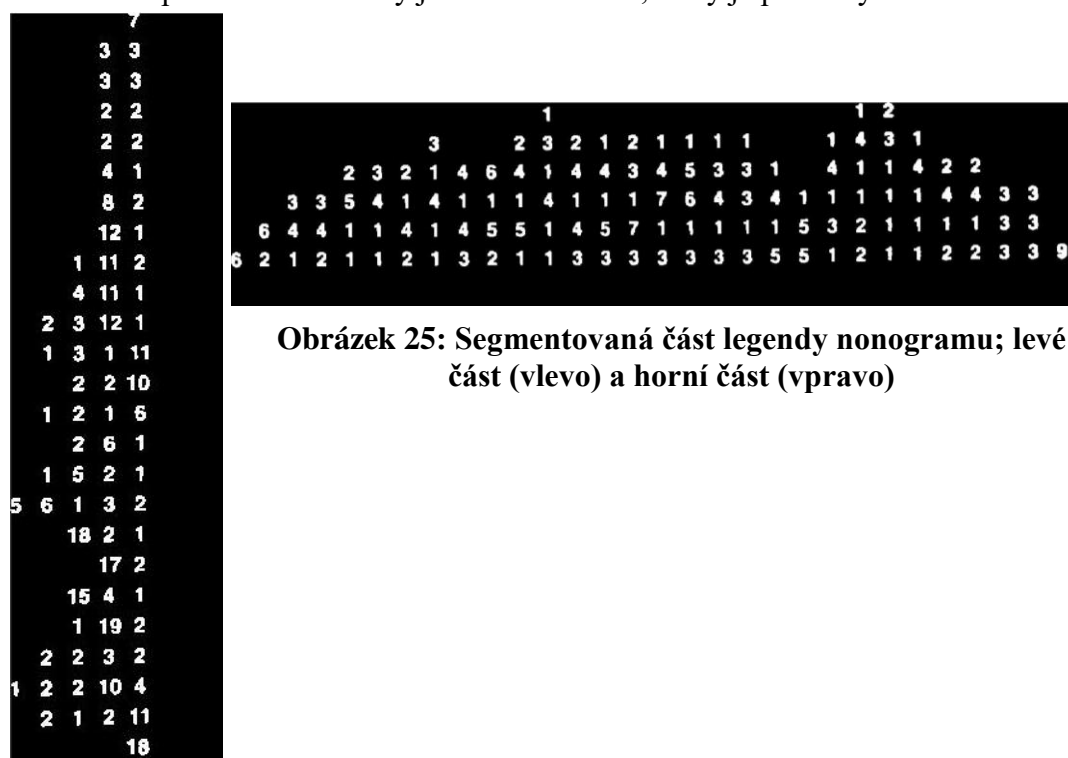 7
3 3
3 3
2 2
2 2
4 1
8 2
12 1
1 11 2
4 11 1
2 3 12 1
1 3 1 11
2 2 10
1 2 1 6
2 6 1
1 5 2 1
5 6 1 3 2
18 2 1
17 2
15 4 1
1 19 2
2 2 3 2
1 2 2 10 4
2 1 2 11
18
1 1 2
3 2 3 2 1 2 1 1 1 1 1 4 3 1
2 3 2 1 4 6 4 1 4 4 3 4 5 3 3 1 4 1 1 4 2 2
3 3 5 4 1 4 1 1 1 4 1 1 1 7 6 4 3 4 1 1 1 1 1 1 4 4 3 3
6 4 4 1 1 4 1 4 5 5 1 4 5 7 1 1 1 1 1 5 3 2 1 1 1 1 3 3
6 2 1 2 1 1 2 1 3 2 1 1 3 3 3 3 3 3 3 5 5 1 2 1 1 2 2 3 3 9
Obrázek 25: Segmentovaná část legendy nonogramu; levé
část (vlevo) a horní část (vpravo)